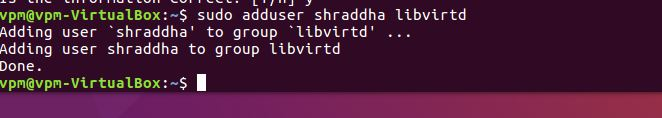 is the information correct? [Y/n] y
vpm@vpm-VirtualBox:~$ sudo adduser shraddha libvirtd
Adding user `shraddha' to group `libvirtd' ...
Adding user shraddha to group libvirtd
Done.
vpm@vpm-VirtualBox:~$